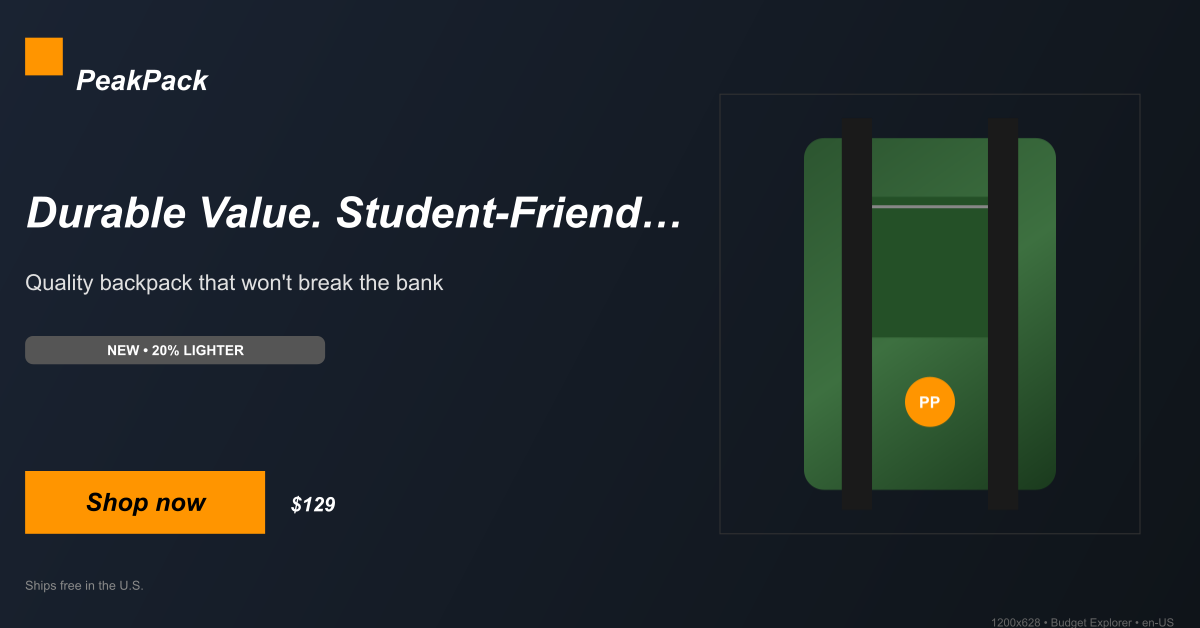 PeakPack
Durable Value. Student-Friend…
Quality backpack that won't break the bank
NEW • 20% LIGHTER
PP
Shop now
$129
Ships free in the U.S.
1200x628 • Budget Explorer • en-US